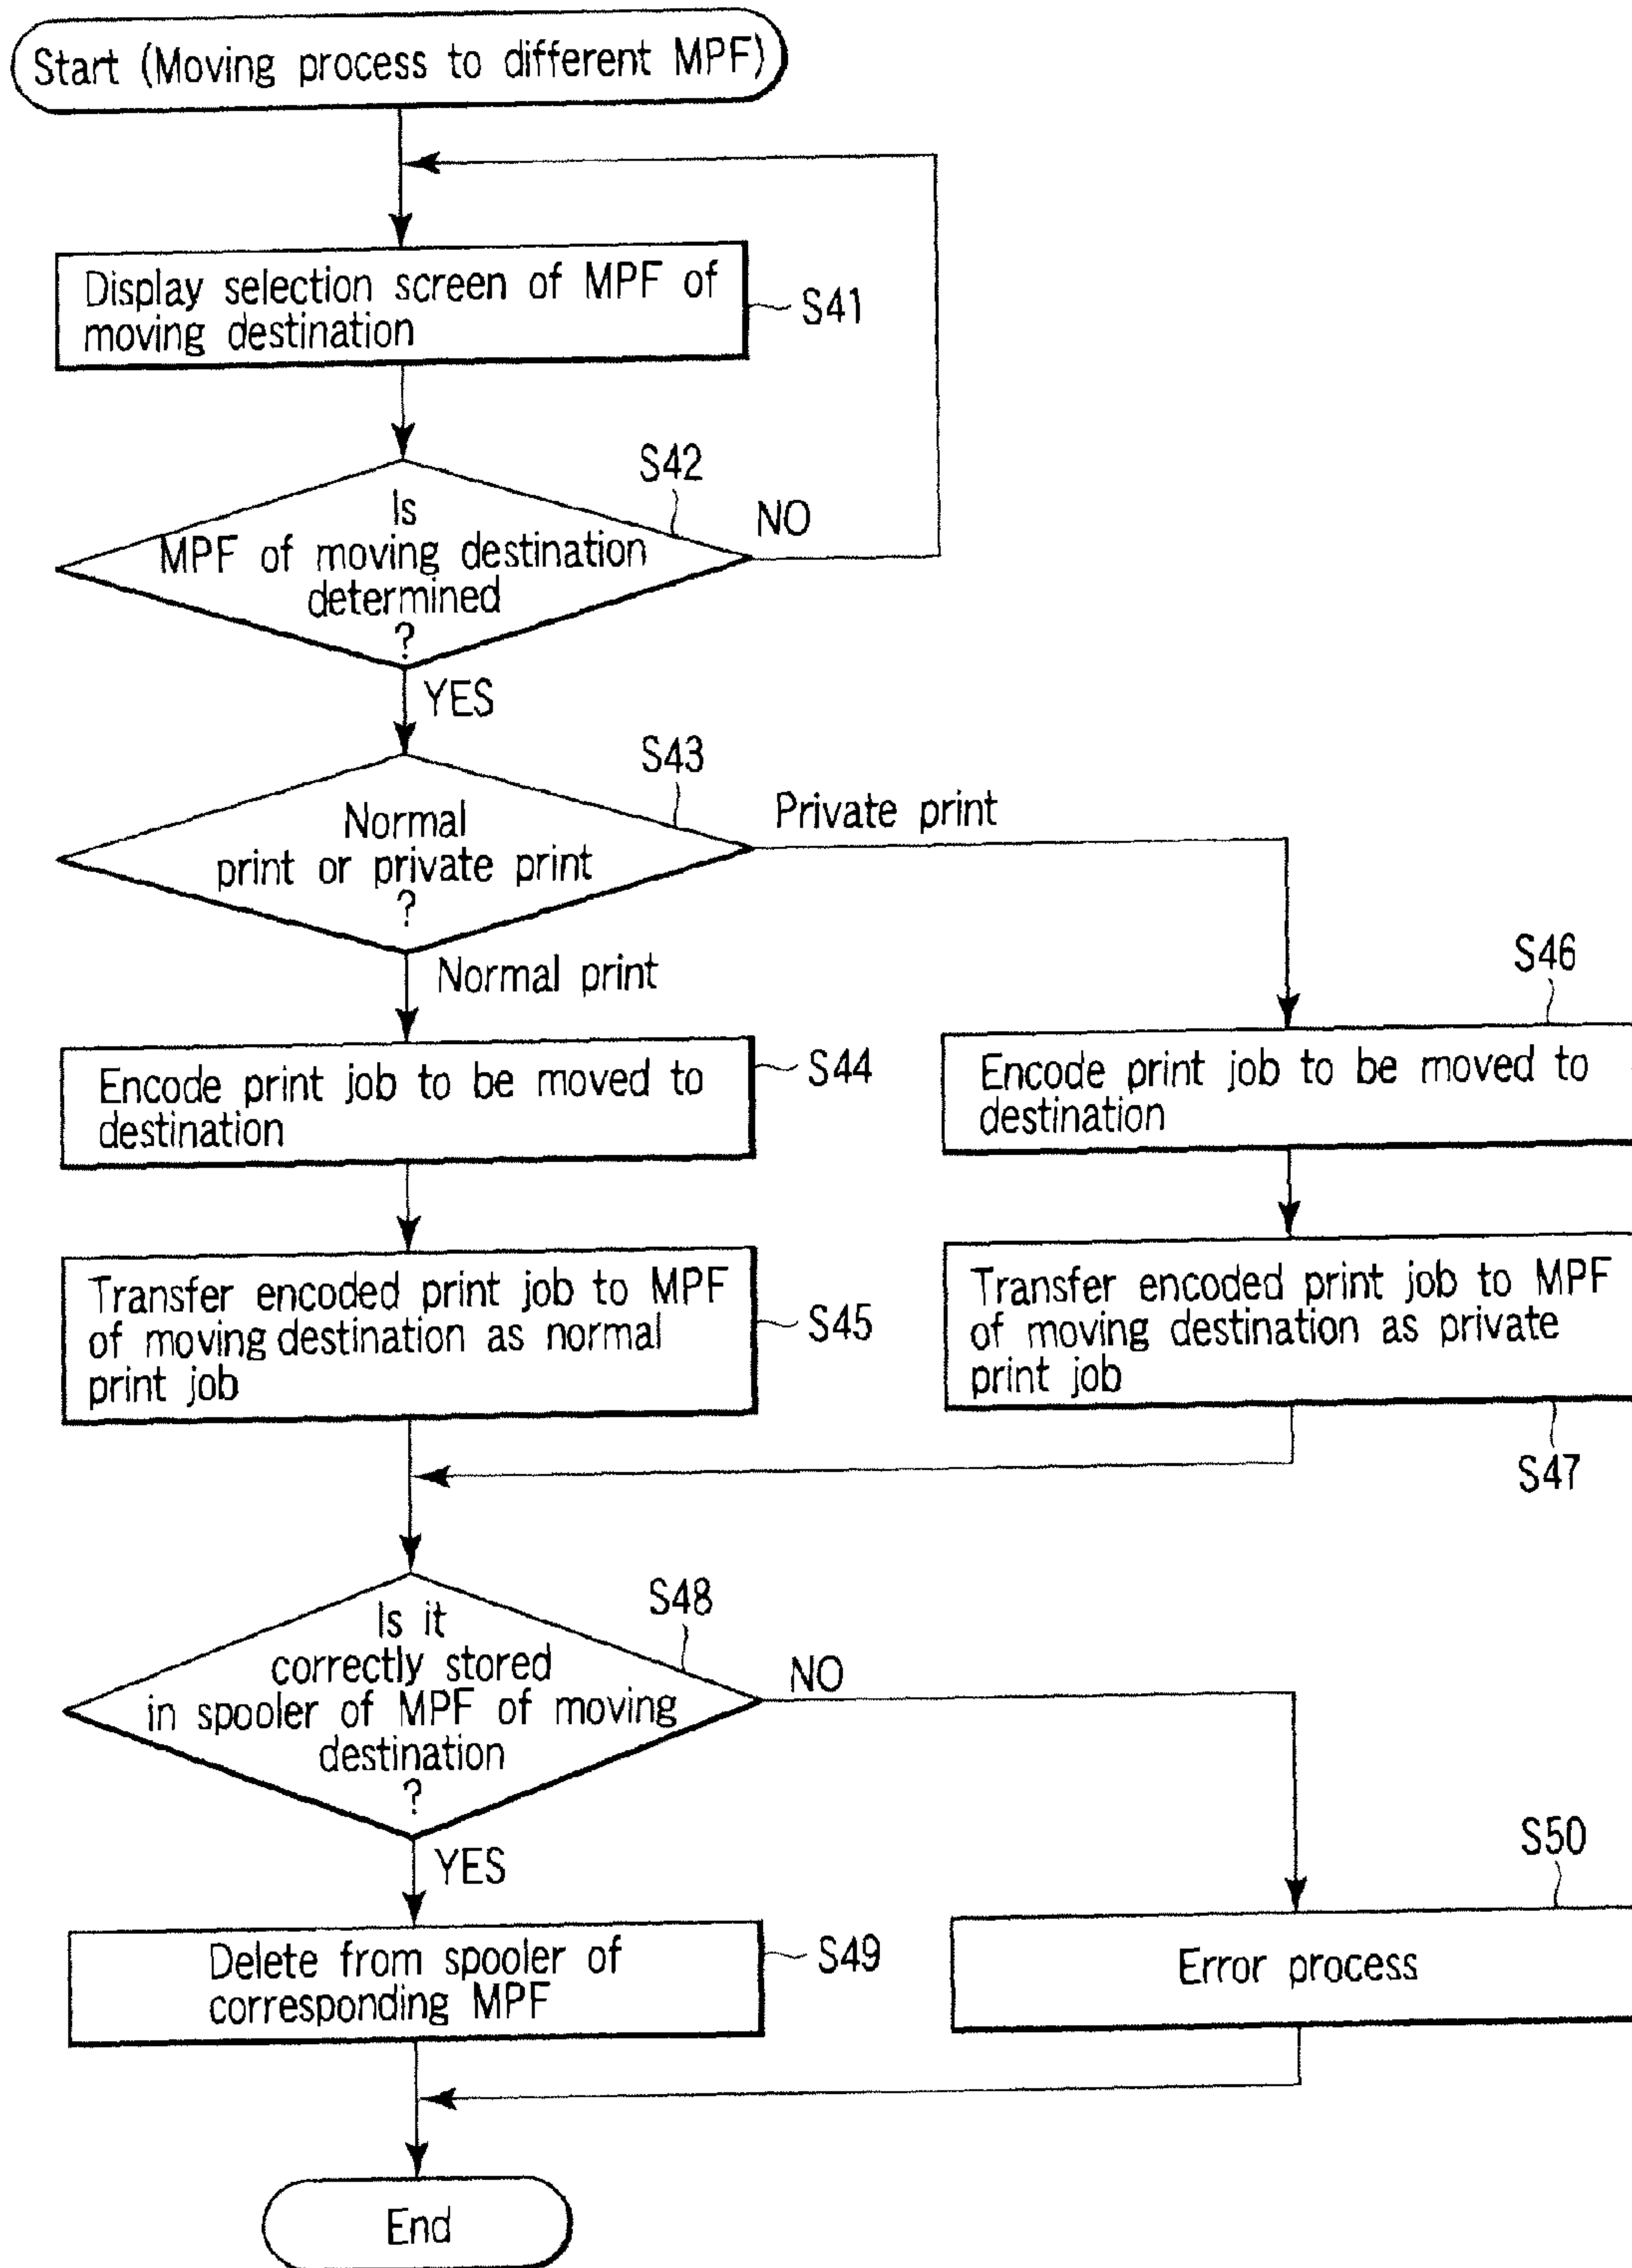 Start (Moving process to different MPF)
Display selection screen of MPF of
moving destination
S41
S42
Is
MPF of moving destination
determined
?
NO
YES
S43
Normal
print or private print
?
Private print
Normal print
S46
Encode print job to be moved to
destination
S44
Encode print job to be moved to
destination
Transfer encoded print job to MPF
of moving destination as normal
print job
S45
Transfer encoded print job to MPF
of moving destination as private
print job
S47
S48
Is it
correctly stored
in spooler of MPF of moving
destination
?
NO
YES
S50
Delete from spooler of
corresponding MPF
S49
Error process
End